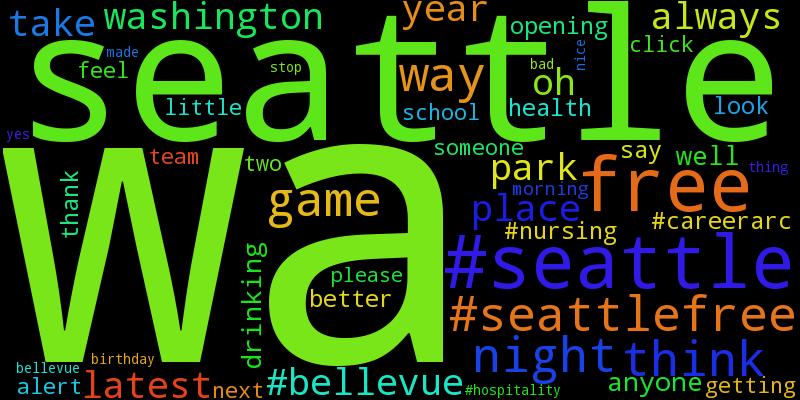 take
washington
year
opening
always
made
nice
click
seattle
feel
stop
way
bad
oh
little
school
health
look
yes
someone
say
well
thing
team
two
park
free
morning
thank
game
place
#nursing
#careerarc
wa
drinking
please
better
#seattle
#seattlefree
night
think
bellevue
birthday
alert
latest
next
#bellevue
#hospitality
anyone
getting